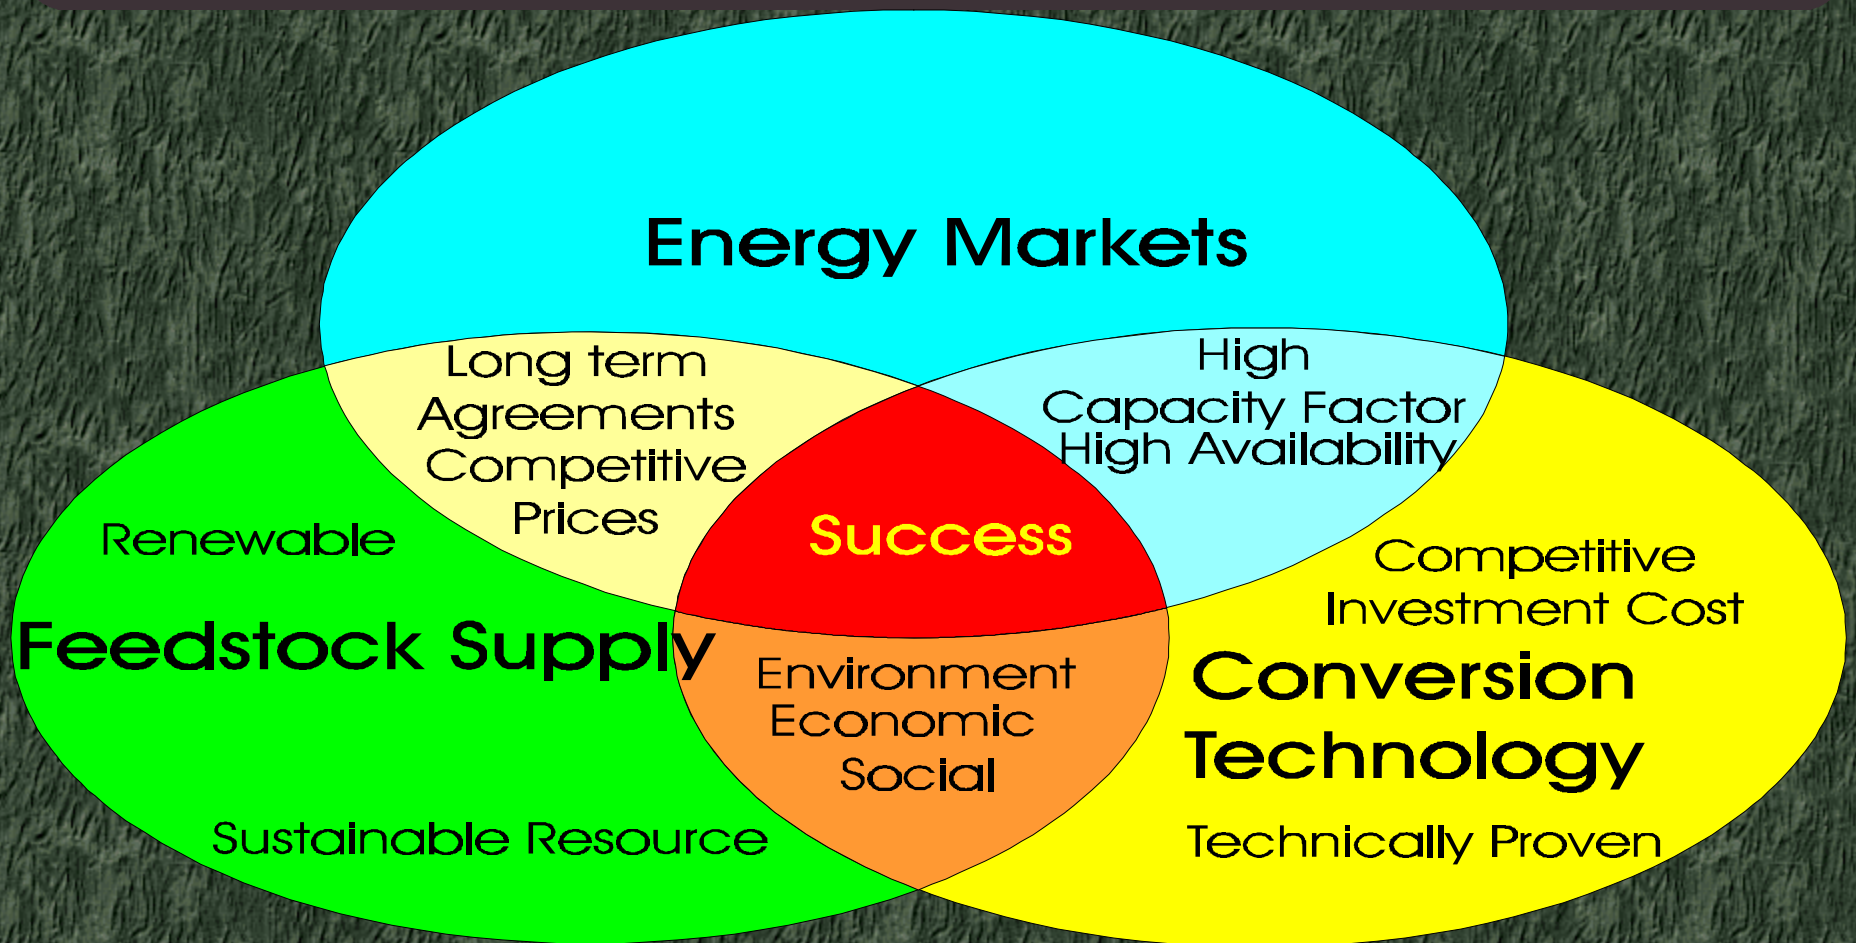 Energy Markets
Long term
Agreements
Competitive
Prices
High
Capacity Factor
High Availability
Success
Renewable
Feedstock Supply
Sustainable Resource
Environment
Economic
Social
Competitive
Investment Cost
Conversion
Technology
Technically Proven